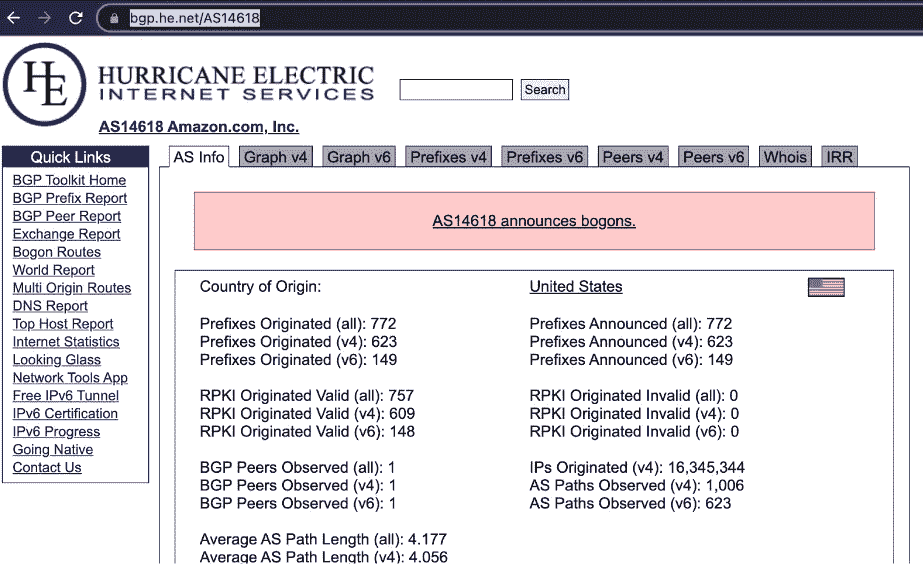 bgp.he.net/AS14618
HE
HURRICANE ELECTRIC
INTERNET SERVICES
Search
AS14618 Amazon.com, Inc.
Quick Links
BGP Toolkit Home
BGP Prefix Report
BGP Peer Report
Exchange Report
Bogon Routes
World Report
Multi Origin Routes
DNS Report
Top Host Report
Internet Statistics
Looking Glass
Network Tools App
Free IPv6 Tunnel
IPv6 Certification
IPv6 Progress
Going Native
Contact Us
AS Info Graph v4 Graph v6 Prefixes v4 Prefixes v6 Peers v4 Peers v6 Whois IRR
AS14618 announces bogons.
Country of Origin: United States
Prefixes Originated (all): 772 Prefixes Announced (all): 772
Prefixes Originated (v4): 623 Prefixes Announced (v4): 623
Prefixes Originated (v6): 149 Prefixes Announced (v6): 149
RPKI Originated Valid (all): 757 RPKI Originated Invalid (all): 0
RPKI Originated Valid (v4): 609 RPKI Originated Invalid (v4): 0
RPKI Originated Valid (v6): 148 RPKI Originated Invalid (v6): 0
BGP Peers Observed (all): 1 IPs Originated (v4): 16,345,344
BGP Peers Observed (v4): 1 AS Paths Observed (v4): 1,006
BGP Peers Observed (v6): 1 AS Paths Observed (v6): 623
Average AS Path Length (all): 4.177
Average AS Path Length (v4): 4.056